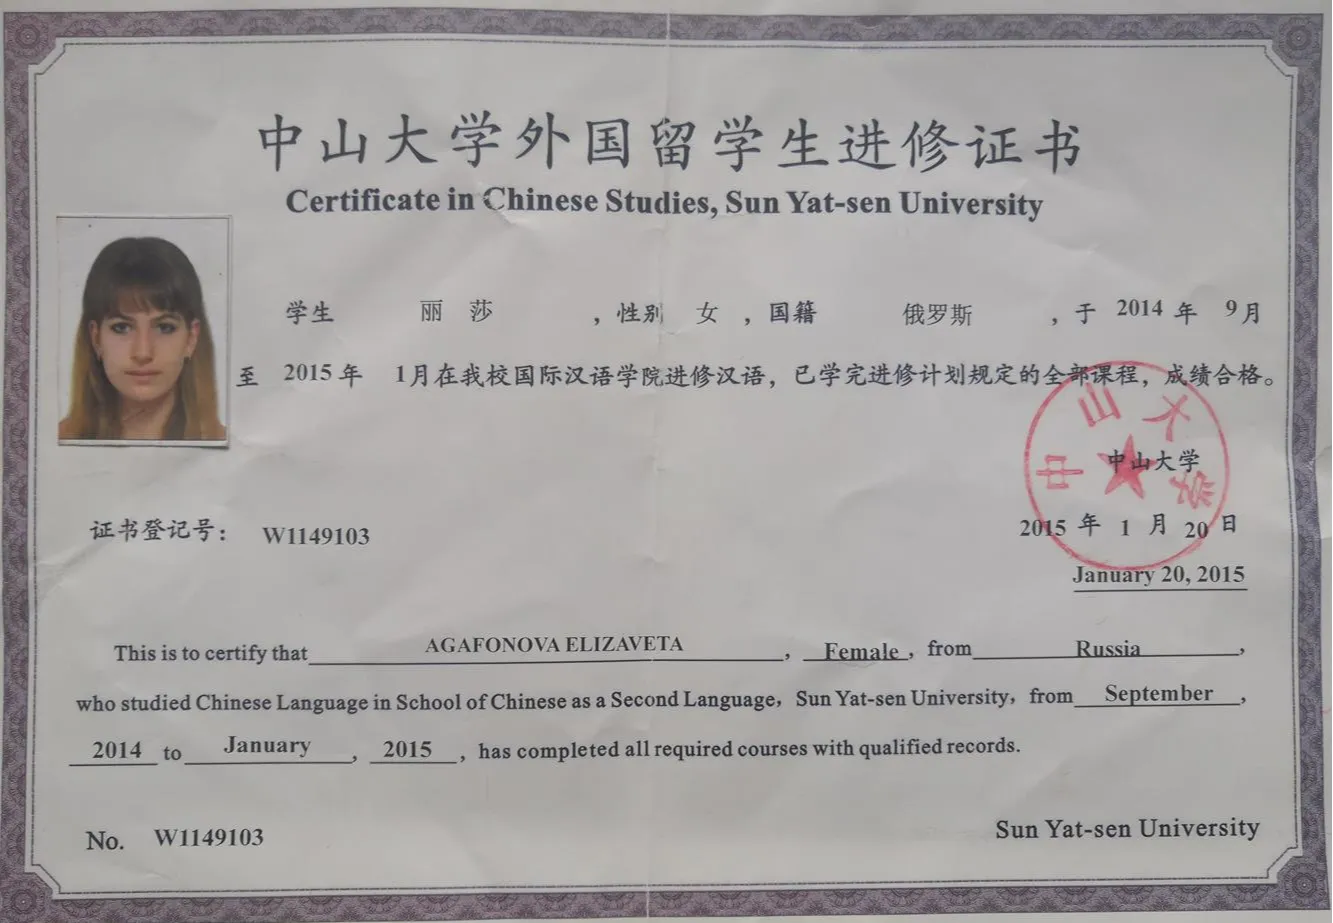 中山大学外国留学生进修证书
Certificate in Chinese Studies, Sun Yat-sen University
学生 丽 莎 ,性别 女 ,国籍 俄罗斯 ,于 2014 年 9月
至 2015 年 1月在我校国际汉语学院进修汉语，已学完进修计划规定的全部课程，成绩合格。
中山大学
中山大学
证书登记号： W1149103
2015 年 1 月 20 日
January 20, 2015
This is to certify that AGAFONOVA ELIZAVETA, Female, from Russia,
who studied Chinese Language in School of Chinese as a Second Language, Sun Yat-sen University, from September,
2014 to January, 2015, has completed all required courses with qualified records.
No. W1149103
Sun Yat-sen University